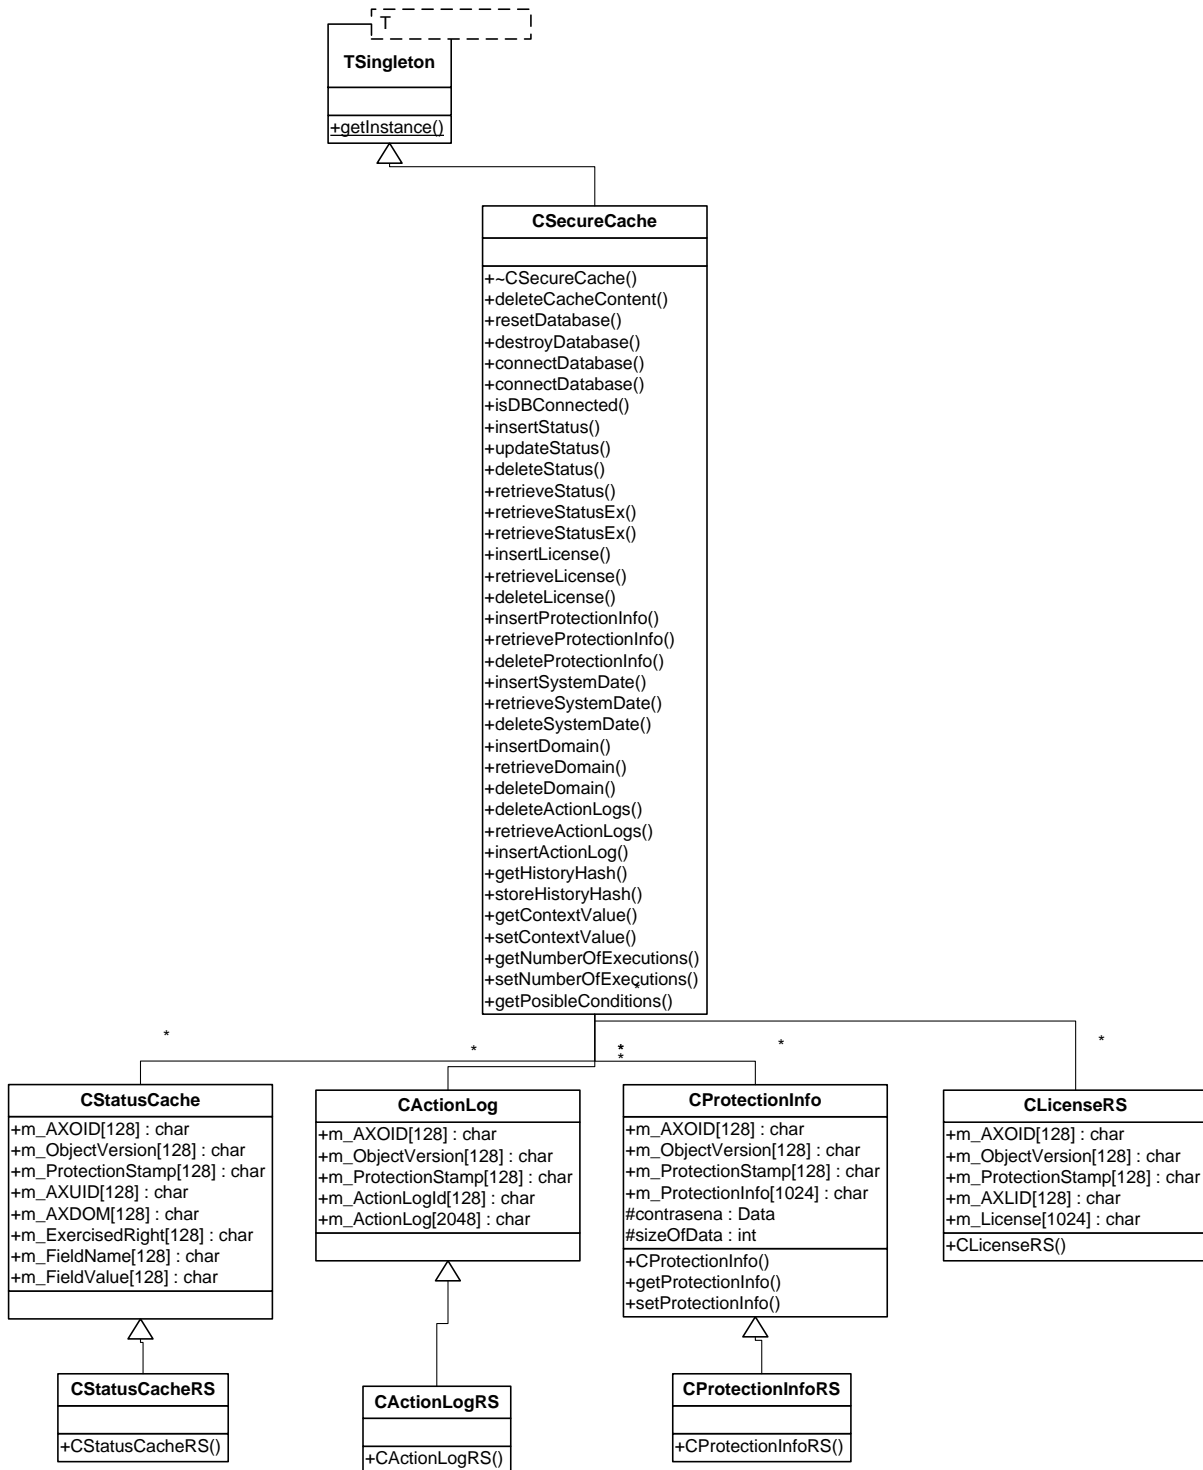 T
TSingleton
+getInstance()
CSecureCache
+~CSecureCache()
+deleteCacheContent()
+resetDatabase()
+destroyDatabase()
+connectDatabase()
+connectDatabase()
+isDBConnected()
+insertStatus()
+updateStatus()
+deleteStatus()
+retrieveStatus()
+retrieveStatusEx()
+retrieveStatusEx()
+insertLicense()
+retrieveLicense()
+deleteLicense()
+insertProtectionInfo()
+retrieveProtectionInfo()
+deleteProtectionInfo()
+insertSystemDate()
+retrieveSystemDate()
+deleteSystemDate()
+insertDomain()
+retrieveDomain()
+deleteDomain()
+deleteActionLogs()
+retrieveActionLogs()
+insertActionLog()
+getHistoryHash()
+storeHistoryHash()
+getContextValue()
+setContextValue()
+getNumberOfExecutions()
+setNumberOfExecutions()
*
+getPosibleConditions()
*
*
*
*
*
*
CStatusCache
+m_AXOID[128] : char
+m_ObjectVersion[128] : char
+m_ProtectionStamp[128] : char
+m_AXUID[128] : char
+m_AXDOM[128] : char
+m_ExercisedRight[128] : char
+m_FieldName[128] : char
+m_FieldValue[128] : char
CActionLog
+m_AXOID[128] : char
+m_ObjectVersion[128] : char
+m_ProtectionStamp[128] : char
+m_ActionLogId[128] : char
+m_ActionLog[2048] : char
CProtectionInfo
+m_AXOID[128] : char
+m_ObjectVersion[128] : char
+m_ProtectionStamp[128] : char
+m_ProtectionInfo[1024] : char
#contrasena : Data
#sizeOfData : int
+CProtectionInfo()
+getProtectionInfo()
+setProtectionInfo()
CLicenseRS
+m_AXOID[128] : char
+m_ObjectVersion[128] : char
+m_ProtectionStamp[128] : char
+m_AXLID[128] : char
+m_License[1024] : char
+CLicenseRS()
CStatusCacheRS
+CStatusCacheRS()
CActionLogRS
+CActionLogRS()
CProtectionInfoRS
+CProtectionInfoRS()